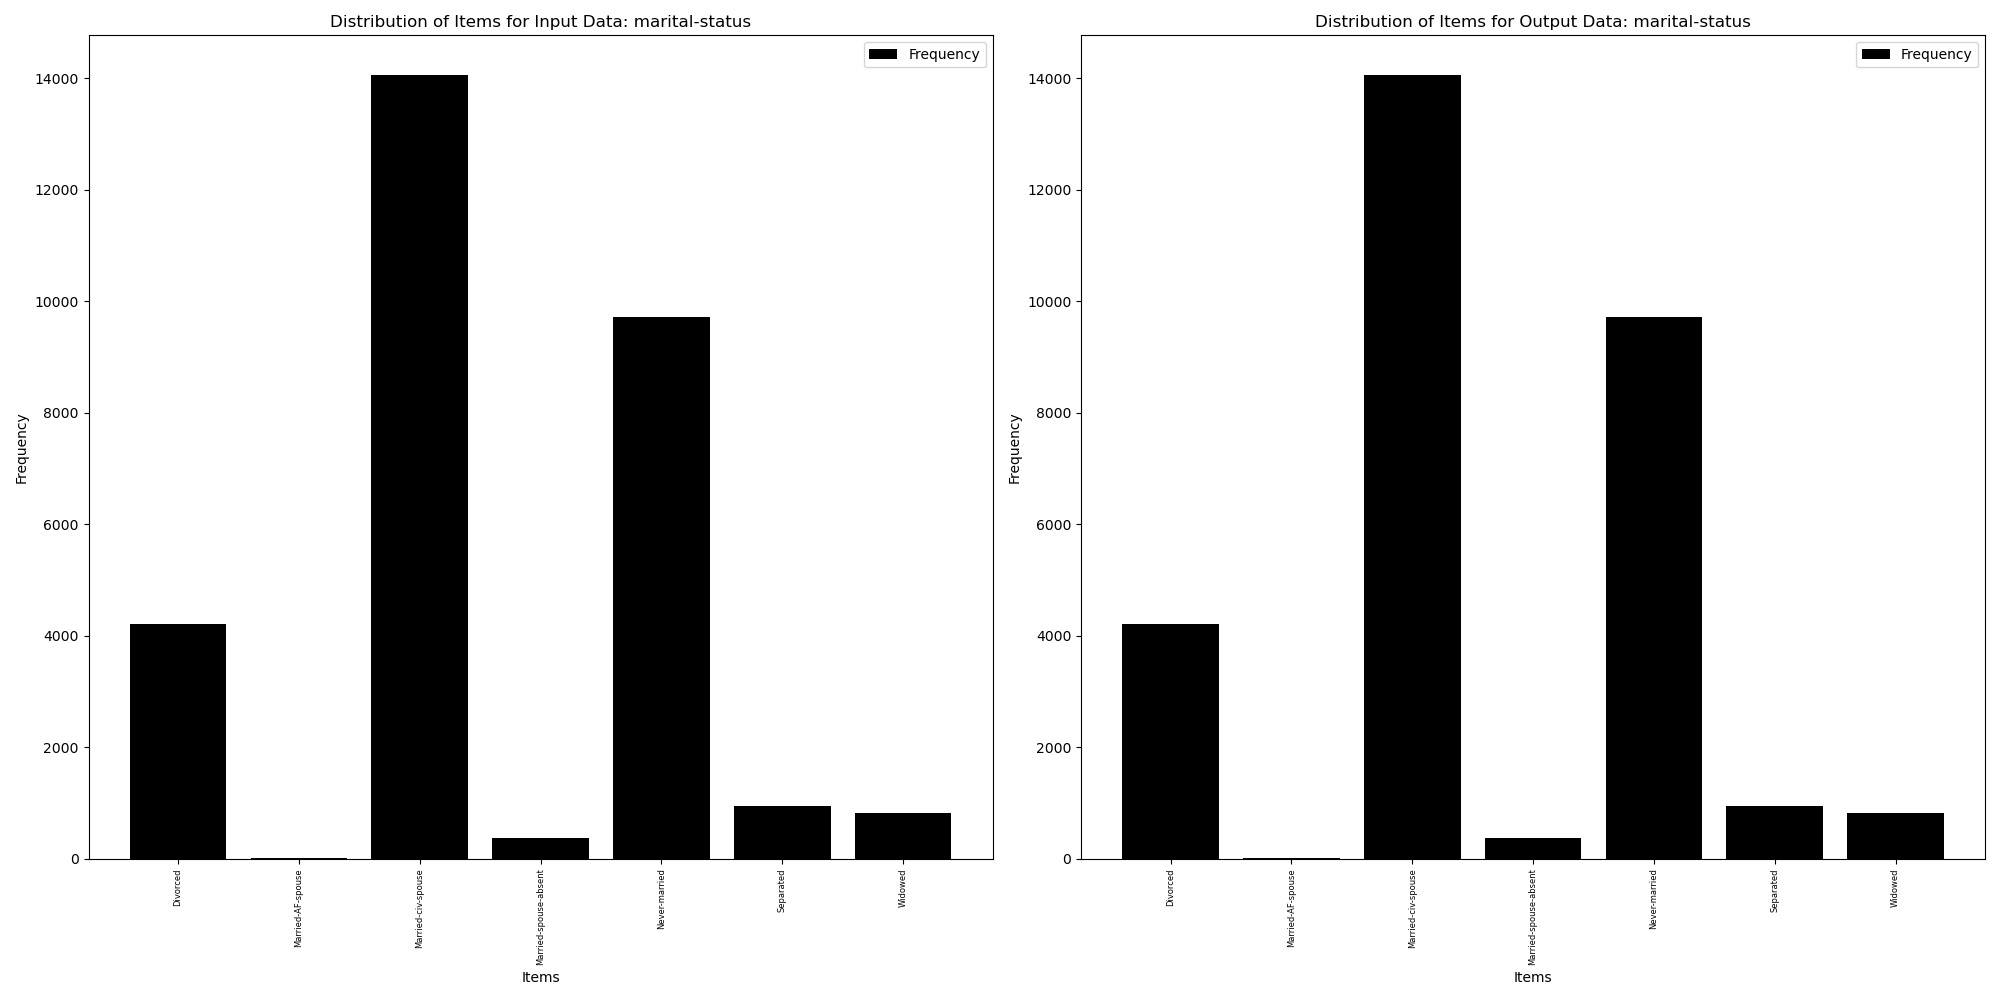 Distribution of Items for Input Data: marital-status
Frequency
14000
12000
10000
8000
6000
4000
2000
0
Frequency
Divorced
Married-AF-spouse
Married-civ-spouse
Married-spouse-absent
Never-married
Separated
Widowed
Items
Distribution of Items for Output Data: marital-status
Frequency
14000
12000
10000
8000
6000
4000
2000
0
Frequency
Divorced
Married-AF-spouse
Married-civ-spouse
Married-spouse-absent
Never-married
Separated
Widowed
Items